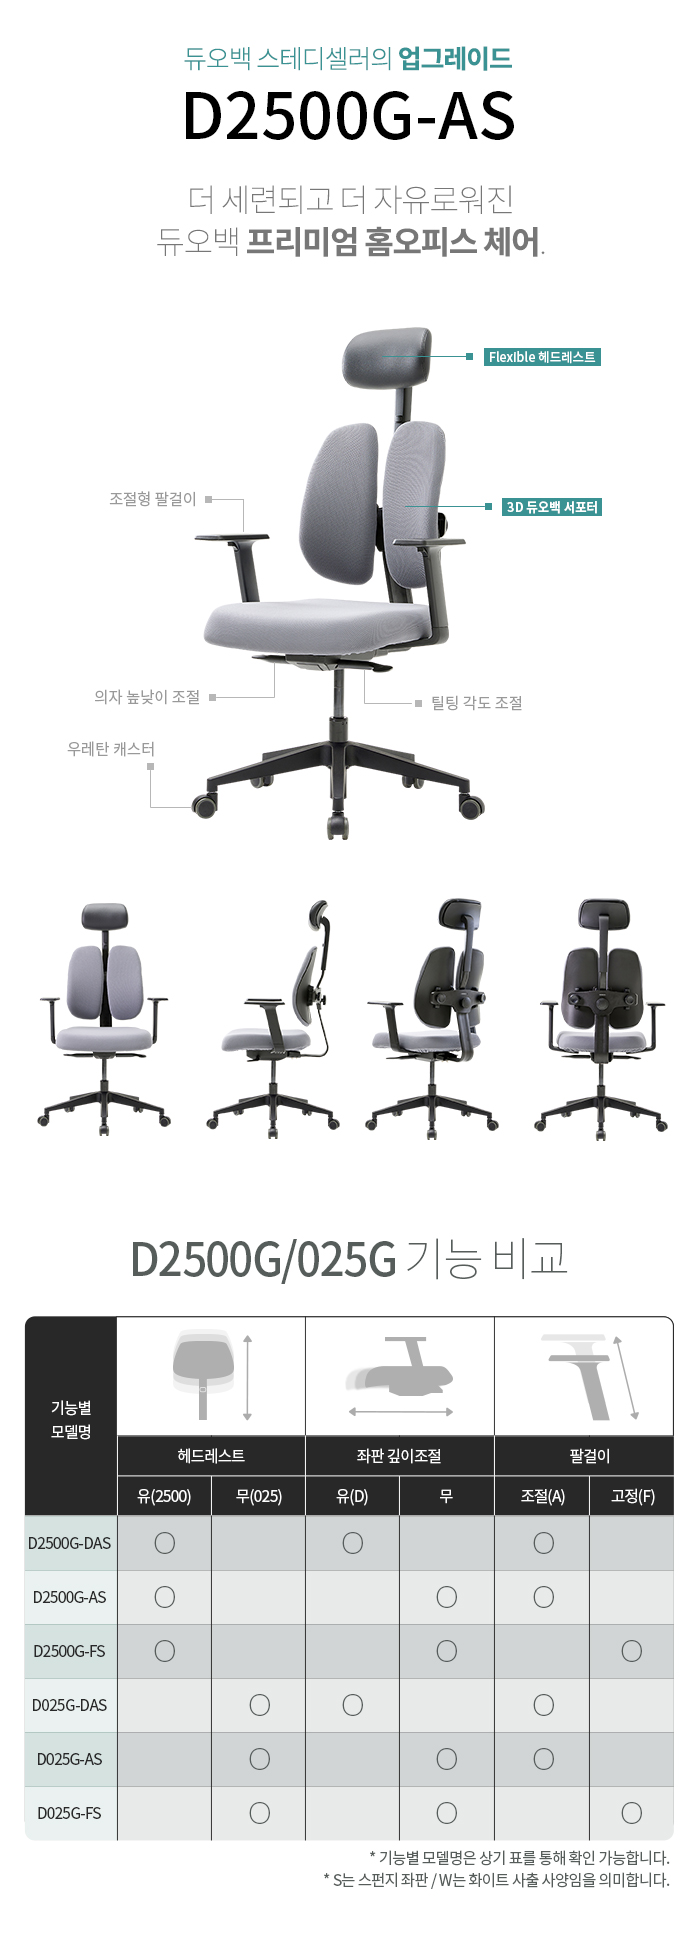 듀오백 스테디셀러의 업그레이드
D2500G-AS
더 세련되고 더 자유로워진
듀오백 프리미엄 홈오피스 체어.
Flexible 헤드레스트
조절형 팔걸이
3D 듀오백 서포터
의자 높낮이 조절
틸팅 각도 조절
우레탄 캐스터
D2500G/025G 기능 비교
기능별
모델명
헤드레스트 좌판 깊이조절 팔걸이
유(2500) 무(025) 유(D) 무 조절(A) 고정(F)
D2500G-DAS ○ ○ ○
D2500G-AS ○ ○ ○
D2500G-FS ○ ○ ○
D025G-DAS ○ ○ ○
D025G-AS ○ ○ ○
D025G-FS ○ ○ ○
* 기능별 모델명은 상기 표를 통해 확인 가능합니다.
* S는 스펀지 좌판 / W는 화이트 사출 사양임을 의미합니다.